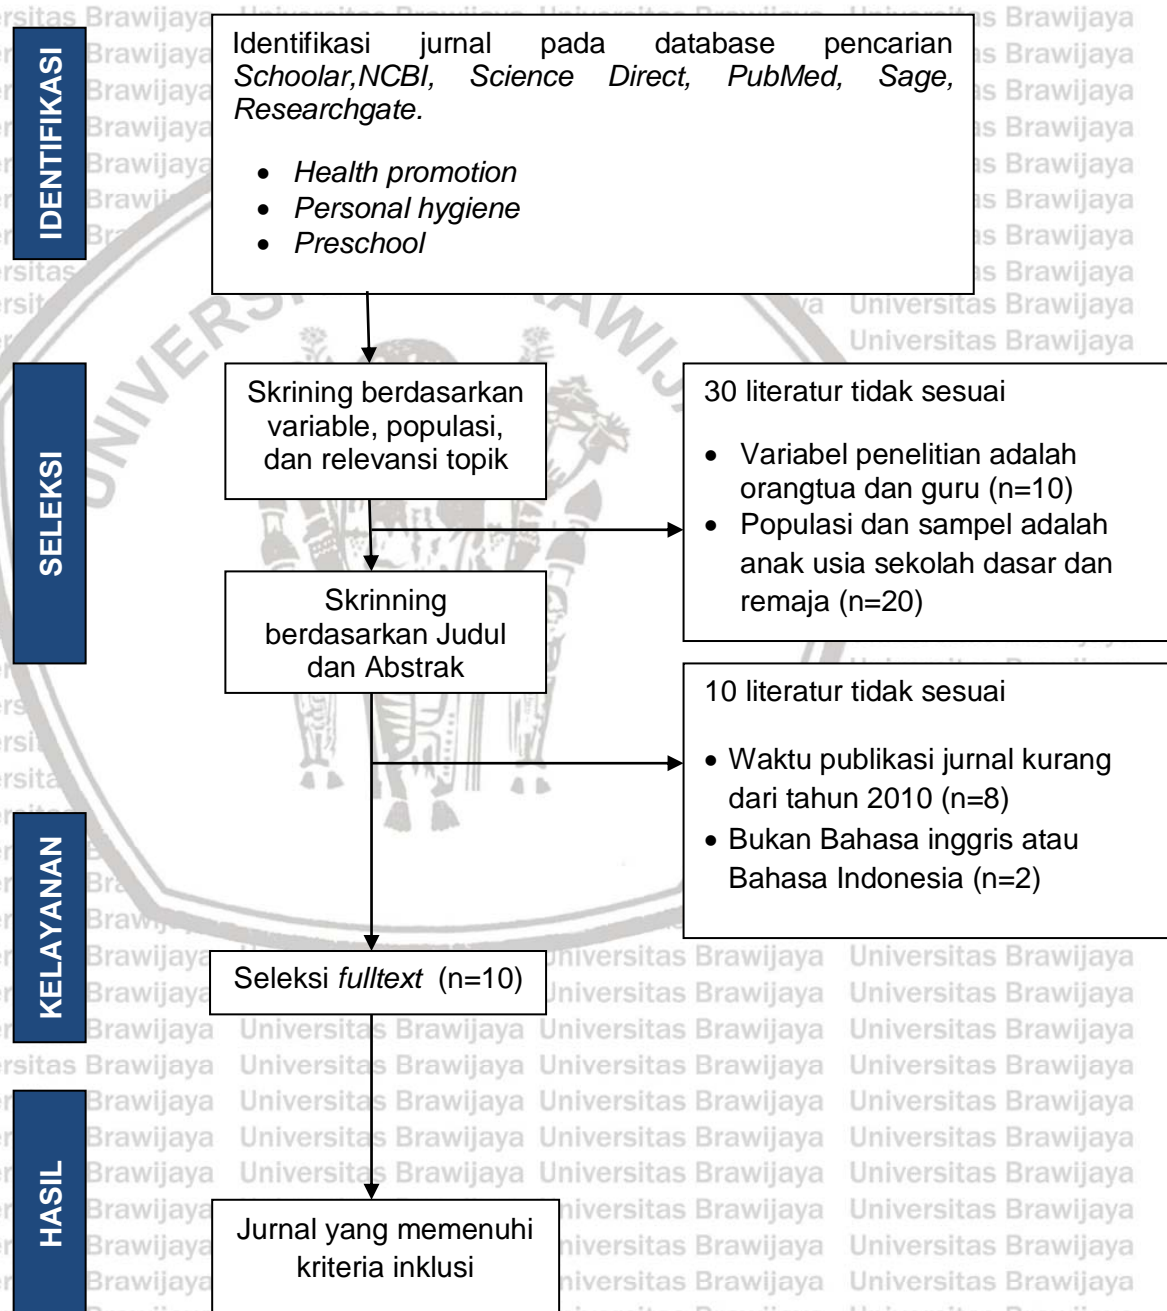 IDENTIFIKASI
Identifikasi jurnal pada database pencarian
Schoolar,NCBI, Science Direct, PubMed, Sage,
Researchgate.
• Health promotion
• Personal hygiene
• Preschool
SELEKSI
Skrining berdasarkan
variable, populasi,
dan relevansi topik
30 literatur tidak sesuai
• Variabel penelitian adalah
orangtua dan guru (n=10)
• Populasi dan sampel adalah
anak usia sekolah dasar dan
remaja (n=20)
Skrinning
berdasarkan Judul
dan Abstrak
10 literatur tidak sesuai
• Waktu publikasi jurnal kurang
dari tahun 2010 (n=8)
• Bukan Bahasa inggris atau
Bahasa Indonesia (n=2)
KELAYANAN
Seleksi fulltext (n=10)
HASIL
Jurnal yang memenuhi
kriteria inklusi